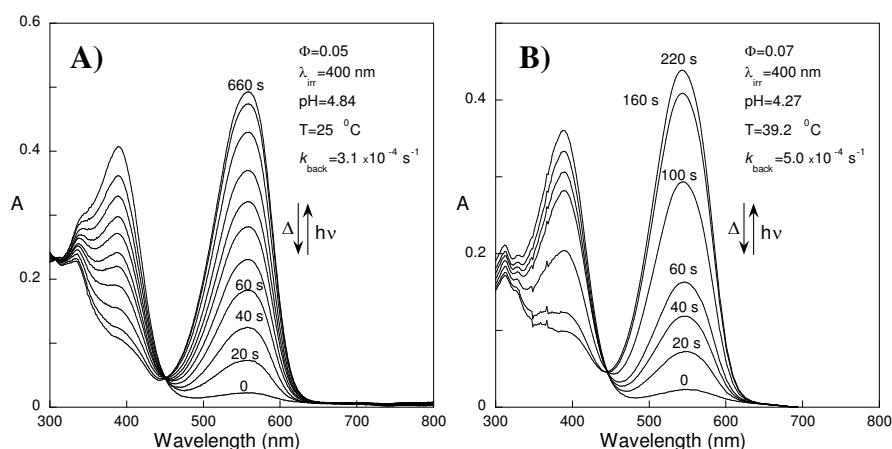 A)
Φ=0.05
λirr=400 nm
pH=4.84
T=25 ⁰C
kback=3.1 x10⁻⁴ s⁻¹
660 s
60 s
40 s
20 s
0
Δ hν
A
0.6
0.4
0.2
0
300 400 500 600 700 800
Wavelength (nm)
B)
Φ=0.07
λirr=400 nm
pH=4.27
T=39.2 ⁰C
kback=5.0 x10⁻⁴ s⁻¹
220 s
160 s
100 s
60 s
40 s
20 s
0
Δ hν
A
0.4
0.2
0
300 400 500 600 700 800
Wavelength (nm)